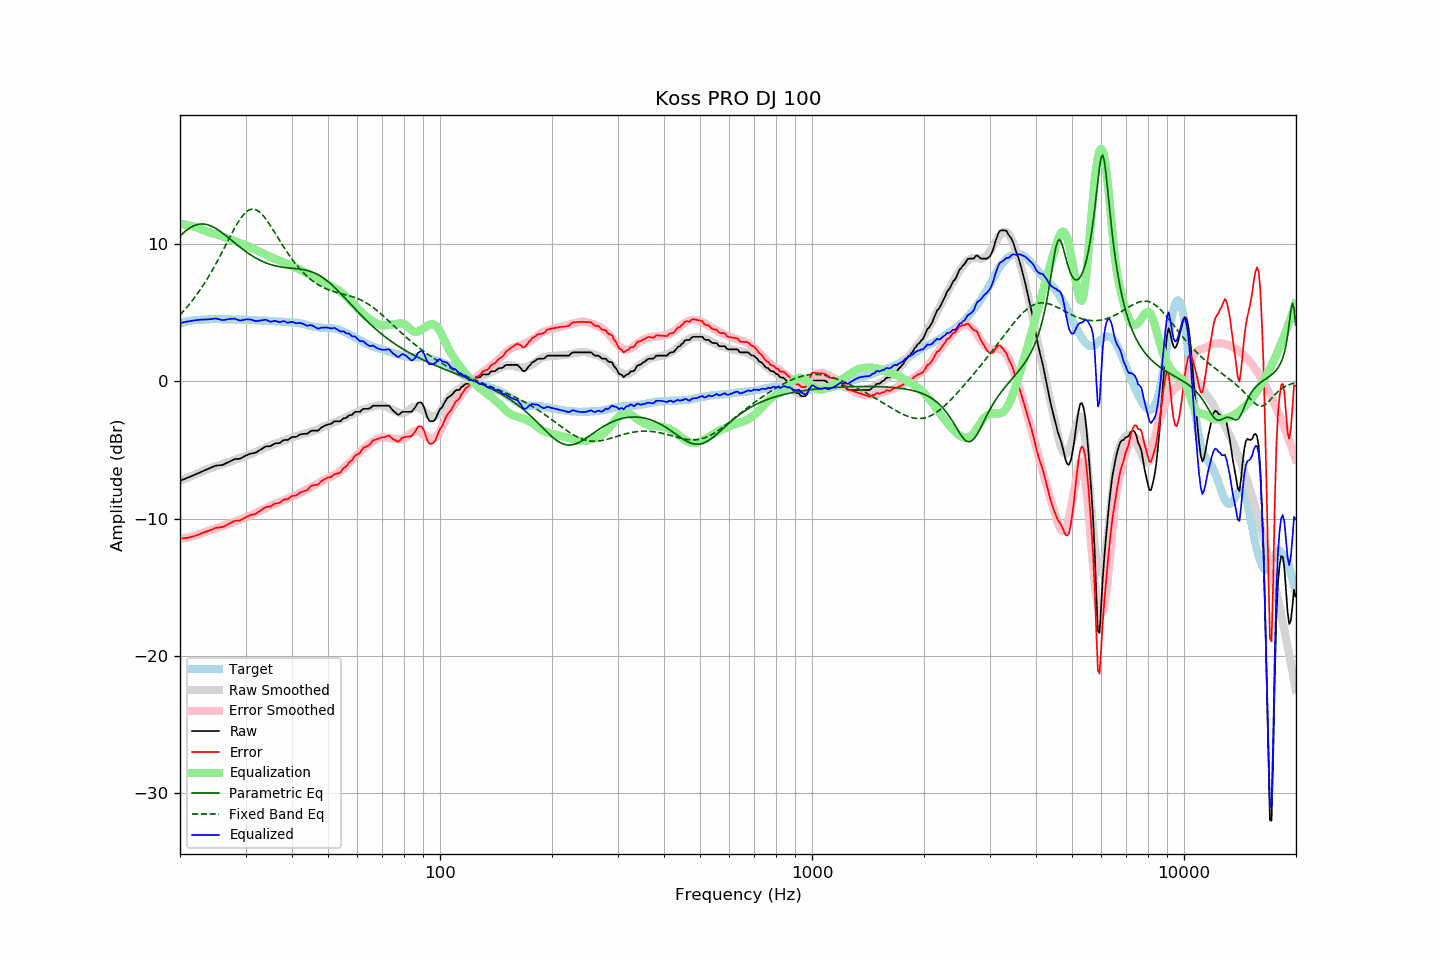 Koss PRO DJ 100
Amplitude (dBr)
10
0
−10
−20
−30
Target
Raw Smoothed
Error Smoothed
Raw
Error
Equalization
Parametric Eq
Fixed Band Eq
Equalized
100
1000
10000
Frequency (Hz)